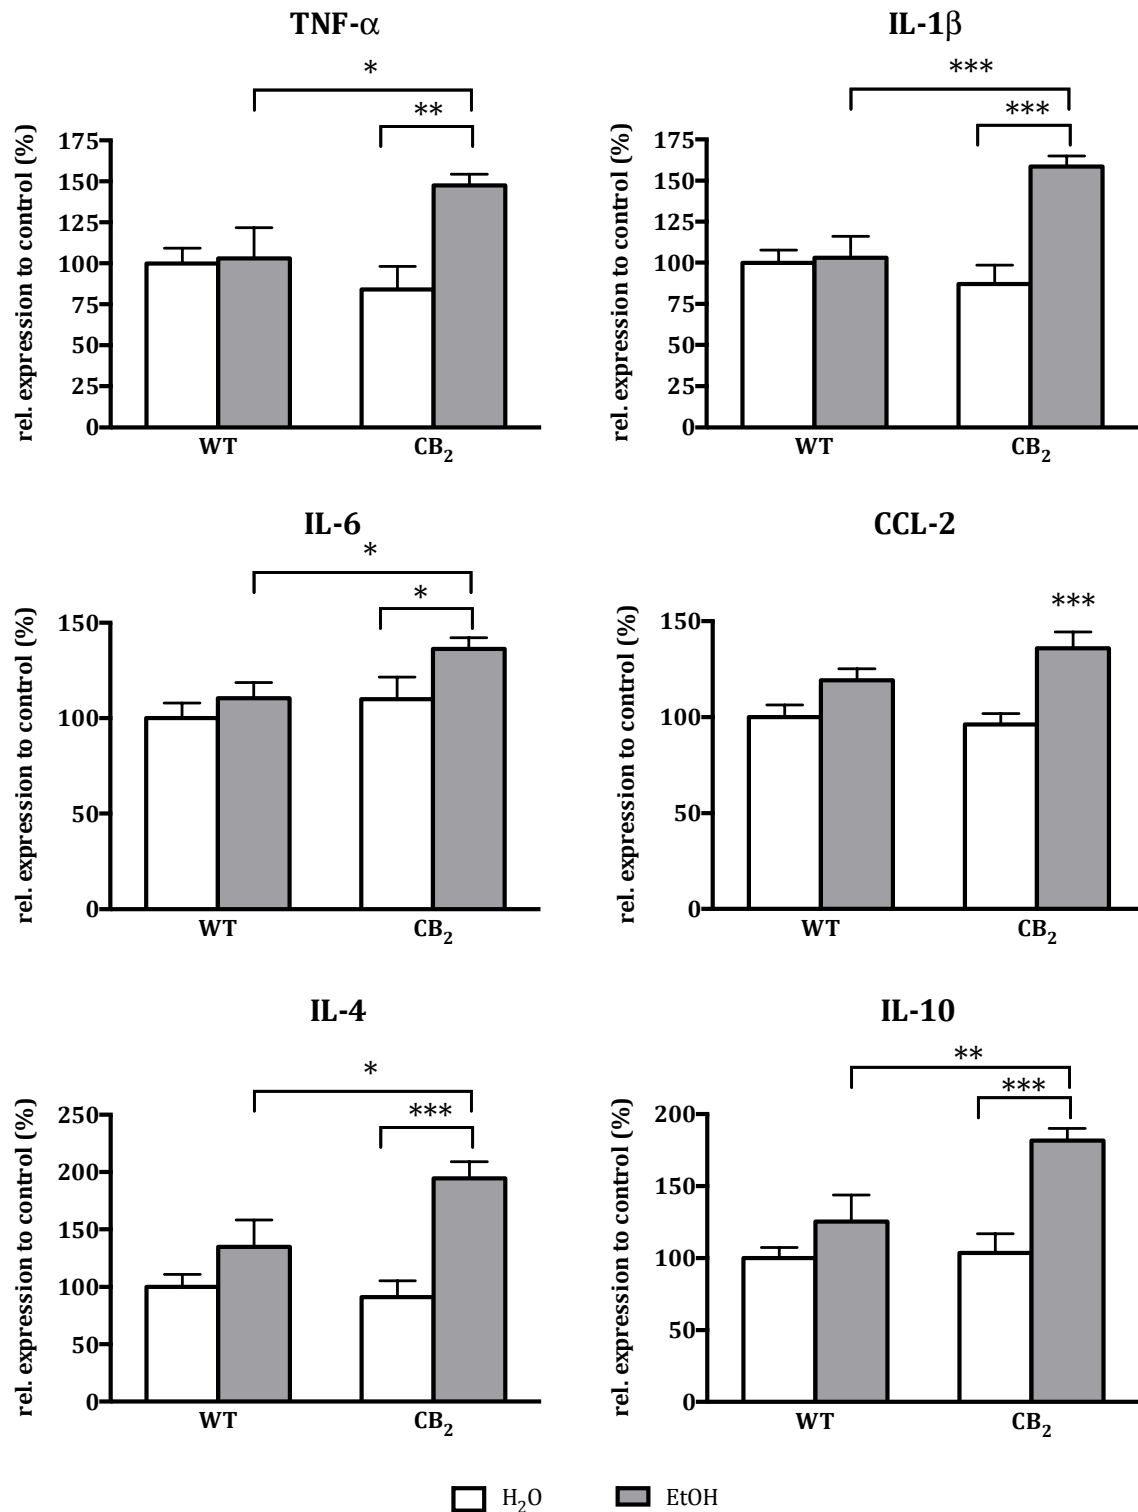 TNF-α
*
**
rel. expression to control (%)
175
150
125
100
75
50
25
0
WT
CB₂
IL-1β
***
***
rel. expression to control (%)
175
150
125
100
75
50
25
0
WT
CB₂
IL-6
*
*
rel. expression to control (%)
150
100
50
0
WT
CB₂
CCL-2
***
rel. expression to control (%)
150
100
50
0
WT
CB₂
IL-4
*
***
rel. expression to control (%)
250
200
150
100
50
0
WT
CB₂
IL-10
**
***
rel. expression to control (%)
200
150
100
50
0
WT
CB₂
H₂O
EtOH